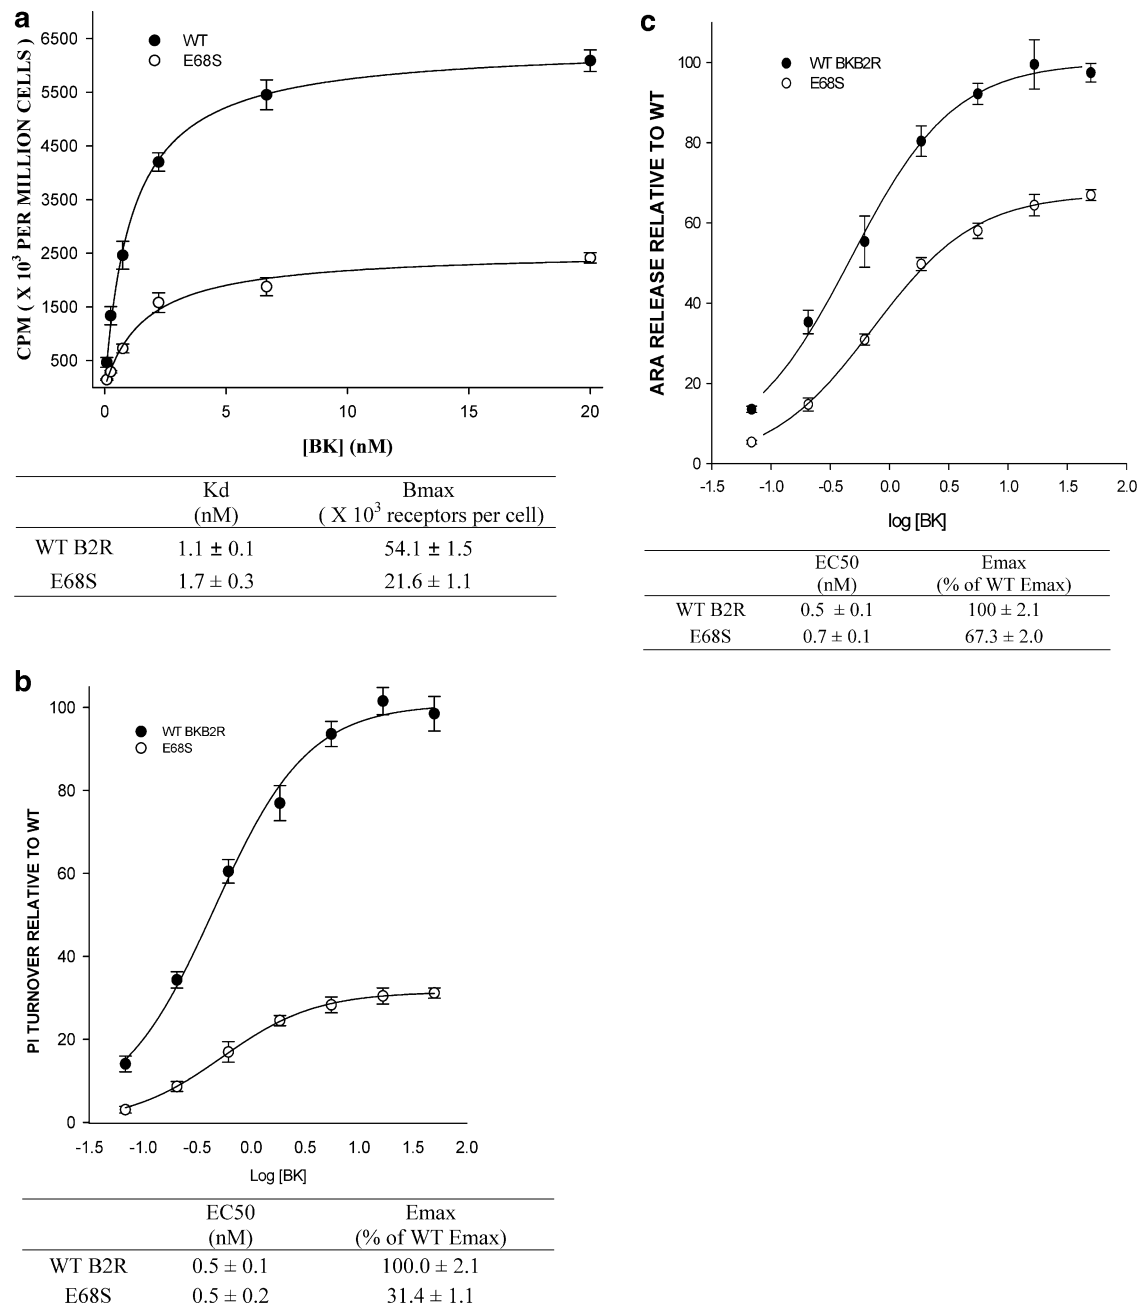 a
WT
E68S
CPM ( X 10³ PER MILLION CELLS )
6500
5500
4500
3500
2500
1500
500
0 5 10 15 20
[BK] (nM)
Kd Bmax
(nM) ( X 10³ receptors per cell)
WT B2R 1.1 ± 0.1 54.1 ± 1.5
E68S 1.7 ± 0.3 21.6 ± 1.1
b
WT BKB2R
E68S
PI TURNOVER RELATIVE TO WT
100
80
60
40
20
0
-1.5 -1.0 -0.5 0.0 0.5 1.0 1.5 2.0
Log [BK]
EC50 Emax
(nM) (% of WT Emax)
WT B2R 0.5 ± 0.1 100.0 ± 2.1
E68S 0.5 ± 0.2 31.4 ± 1.1
c
WT BKB2R
E68S
ARA RELEASE RELATIVE TO WT
100
80
60
40
20
0
-1.5 -1.0 -0.5 0.0 0.5 1.0 1.5 2.0
log [BK]
EC50 Emax
(nM) (% of WT Emax)
WT B2R 0.5 ± 0.1 100 ± 2.1
E68S 0.7 ± 0.1 67.3 ± 2.0